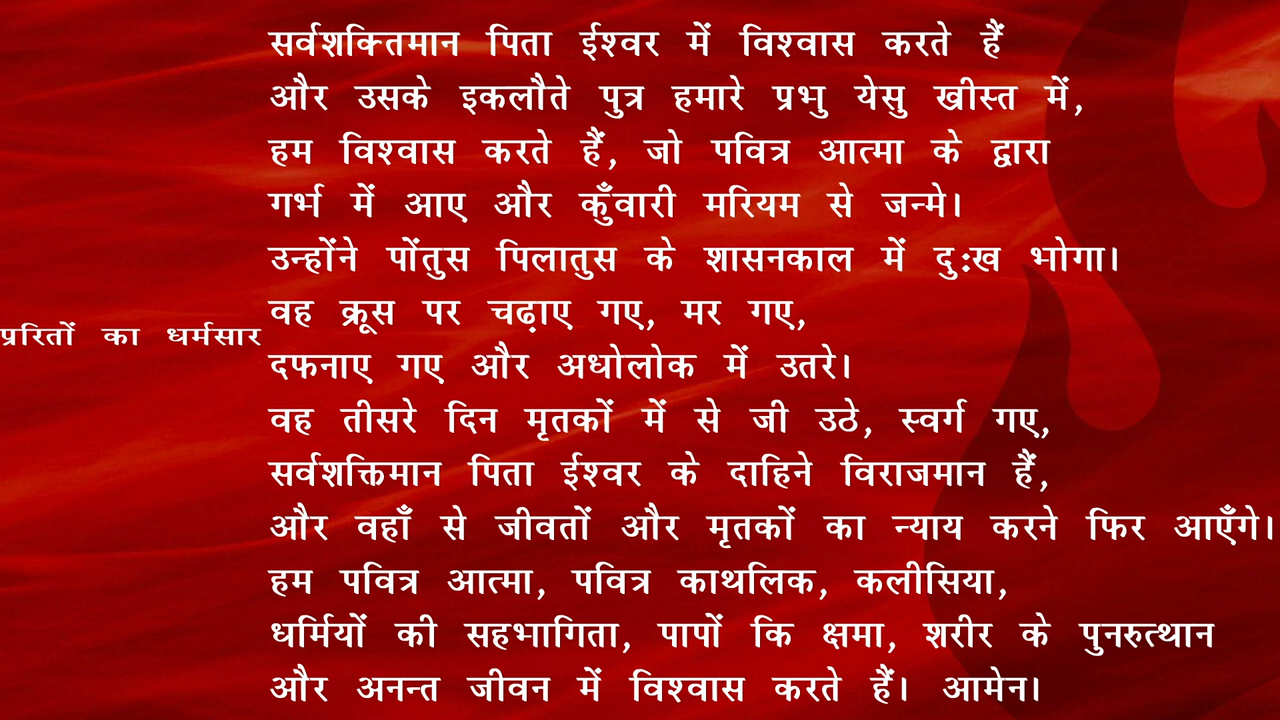 सर्वशक्तिमान पिता ईश्वर में विश्वास करते हैं
और उसके इकलौते पुत्र हमारे प्रभु येसु ख्रीस्त में,
हम विश्वास करते हैं, जो पवित्र आत्मा के द्वारा
गर्भ में आए और कुँवारी मरियम से जन्मे।
उन्होंने पोंतुस पिलातुस के शासनकाल में दुःख भोगा।
वह क्रूस पर चढ़ाए गए, मर गए,
प्ररितों का धर्मसार
दफनाए गए और अधोलोक में उतरे।
वह तीसरे दिन मृतकों में से जी उठे, स्वर्ग गए,
सर्वशक्तिमान पिता ईश्वर के दाहिने विराजमान हैं,
और वहाँ से जीवतों और मृतकों का न्याय करने फिर आएँगे।
हम पवित्र आत्मा, पवित्र काथलिक, कलीसिया,
धर्मियों की सहभागिता, पापों कि क्षमा, शरीर के पुनरुत्थान
और अनन्त जीवन में विश्वास करते हैं। आमेन।